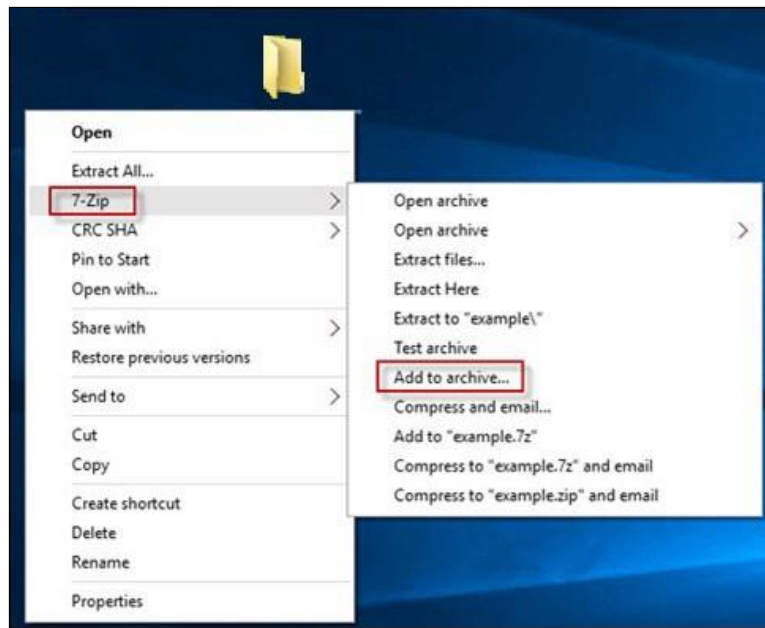 Open
Extract All...
7-Zip
CRC SHA
Pin to Start
Open with...
Share with
Restore previous versions
Send to
Cut
Copy
Create shortcut
Delete
Rename
Properties
Open archive
Open archive
Extract files...
Extract Here
Extract to "example\"
Test archive
Add to archive...
Compress and email...
Add to "example.7z"
Compress to "example.7z" and email
Compress to "example.zip" and email